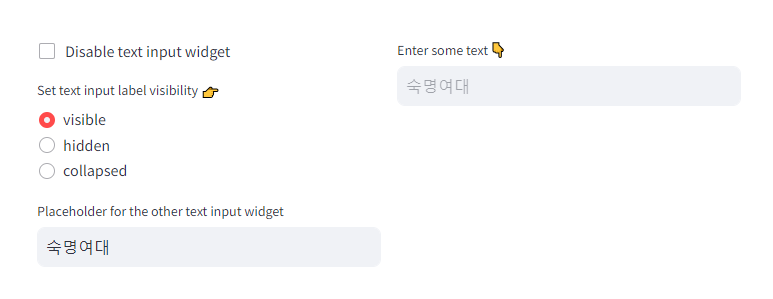 Disable text input widget
Set text input label visibility 👉
visible
hidden
collapsed
Placeholder for the other text input widget
숙명여대
Enter some text 👇
숙명여대